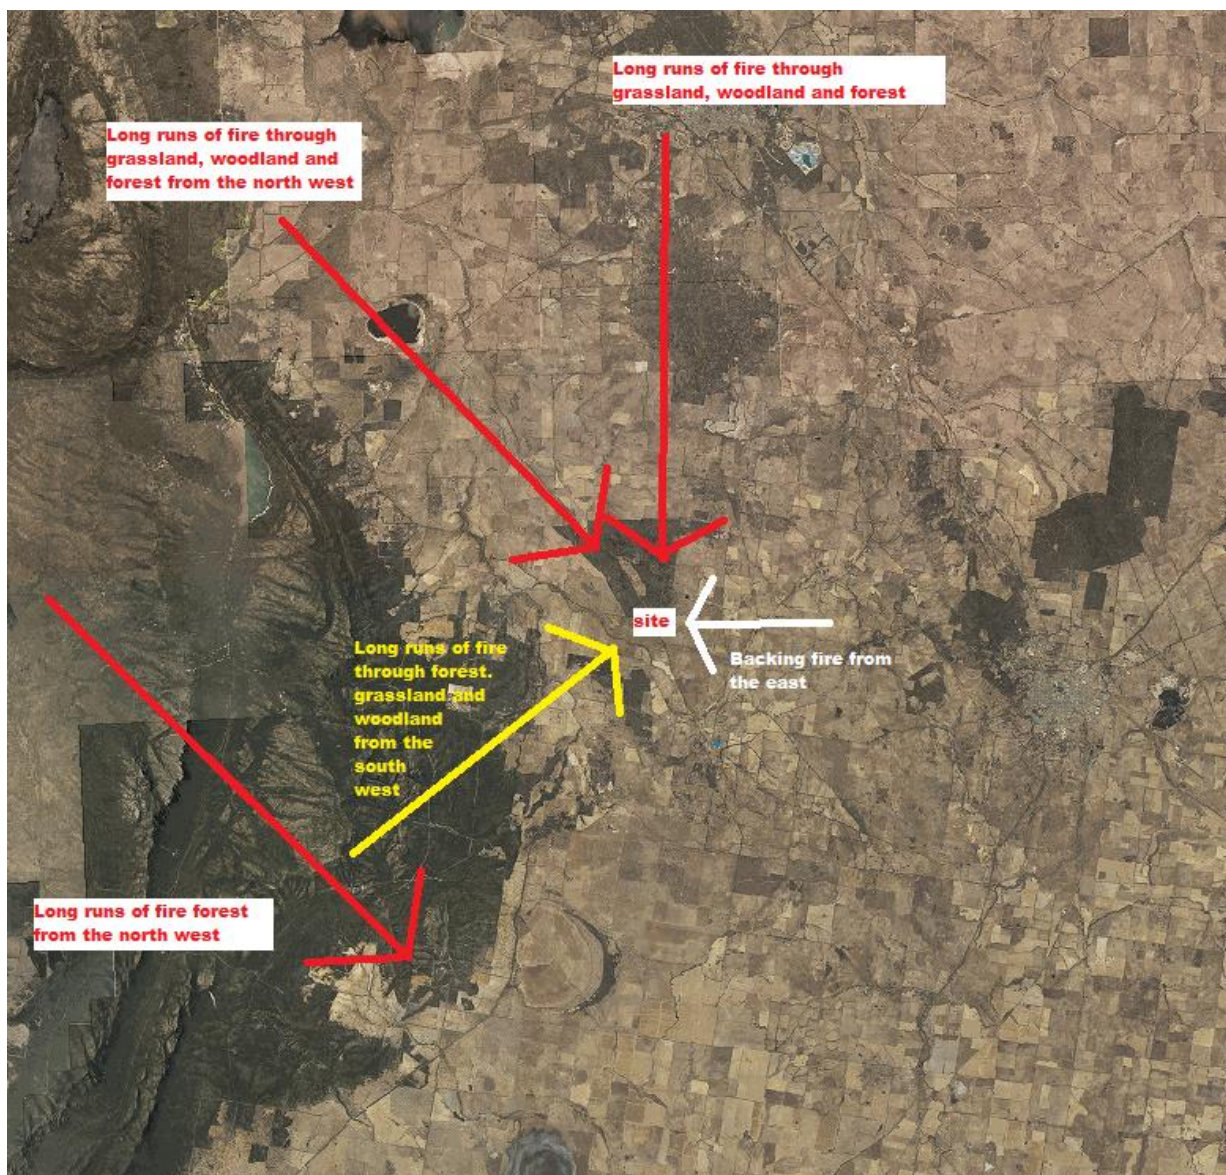 Long runs of fire through
grassland, woodland and forest
Long runs of fire through
grassland, woodland and
forest from the north west
site
Long runs of fire
through forest.
grassland and
woodland
from the
south
west
Backing fire from
the east
Long runs of fire forest
from the north west